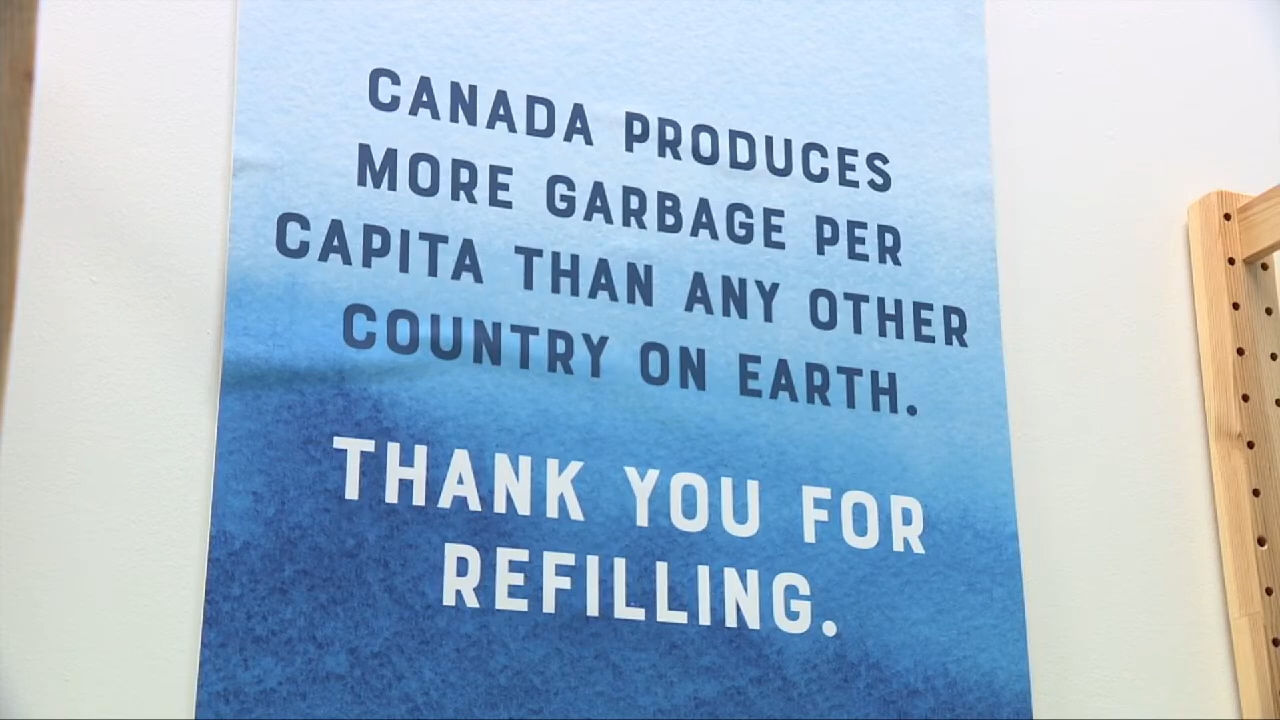 CANADA PRODUCES
MORE GARBAGE PER
CAPITA THAN ANY OTHER
COUNTRY ON EARTH.
THANK YOU FOR
REFILLING.